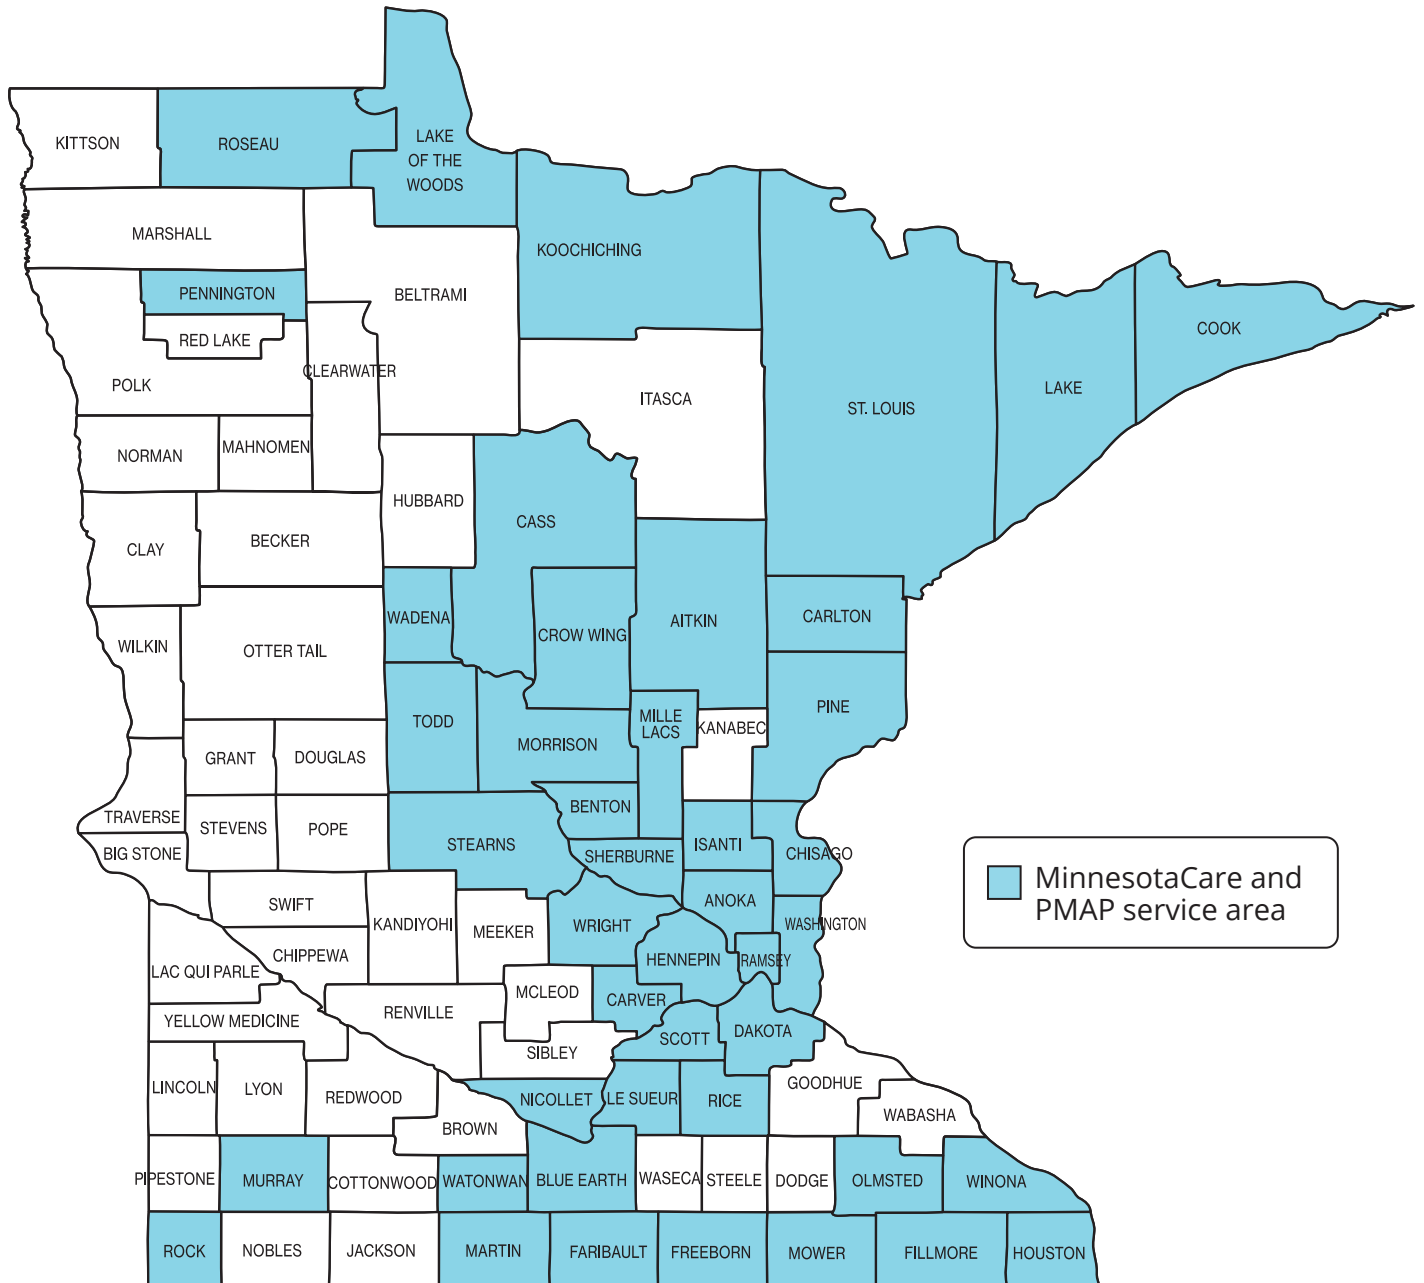 KITTSON
ROSEAU
LAKE
OF THE
WOODS
MARSHALL
KOOCHICHING
PENNINGTON
BELTRAMI
RED LAKE
COOK
CLEARWATER
POLK
LAKE
ITASCA
ST. LOUIS
NORMAN
MAHNOMEN
HUBBARD
CASS
CLAY
BECKER
WADENA
CROW WING
AITKIN
CARLTON
WILKIN
OTTER TAIL
TODD
MILLE
LACS
KANABEC
PINE
GRANT
DOUGLAS
MORRISON
TRAVERSE
STEVENS
POPE
BENTON
BIG STONE
STEARNS
SHERBURNE
ISANTI
CHISAGO
MinnesotaCare and
PMAP service area
SWIFT
KANDIYOHI
MEEKER
WRIGHT
ANOKA
WASHINGTON
LAC QUI PARLE
CHIPPEWA
HENNEPIN
RAMSEY
MCLEOD
CARVER
YELLOW MEDICINE
RENVILLE
SCOTT
DAKOTA
SIBLEY
LINCOLN
LYON
REDWOOD
NICOLLET
LE SUEUR
RICE
GOODHUE
WABASHA
BROWN
PIPESTONE
MURRAY
COTTONWOOD
WATONWAN
BLUE EARTH
WASECA
STEELE
DODGE
OLMSTED
WINONA
ROCK
NOBLES
JACKSON
MARTIN
FARIBAULT
FREEBORN
MOWER
FILLMORE
HOUSTON